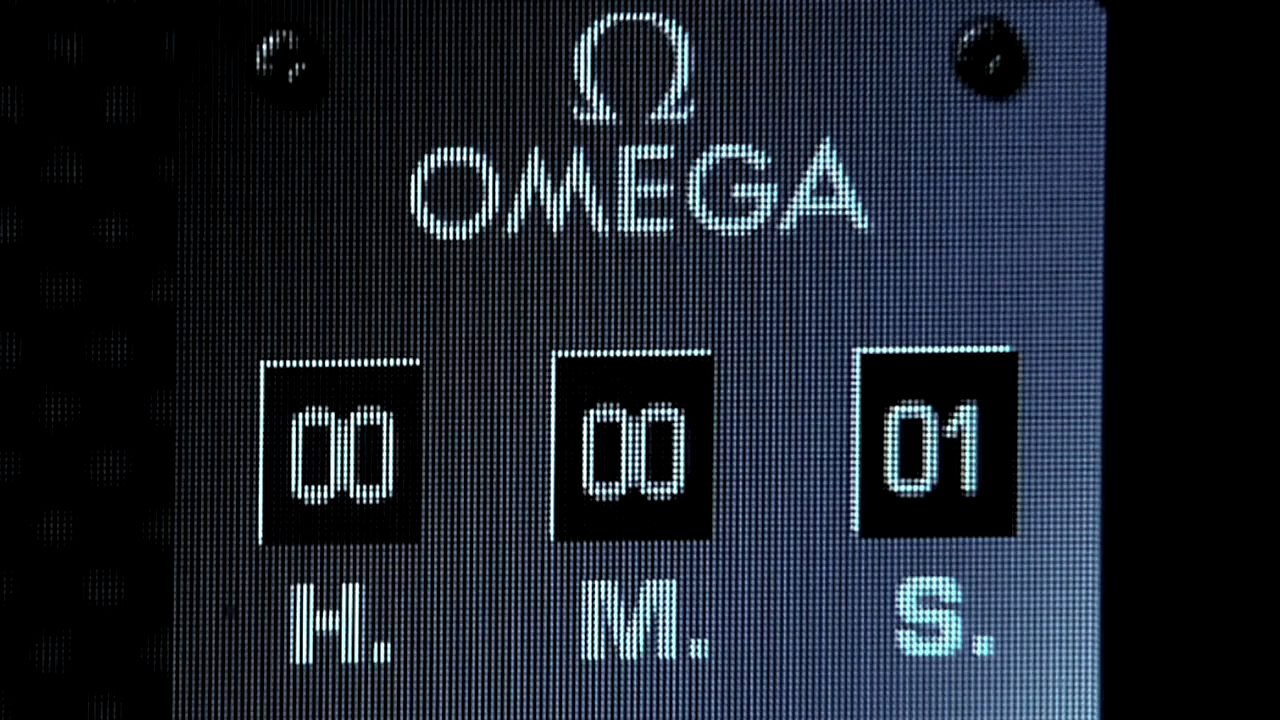 Ω
OMEGA
00 00 01
H. M. S.